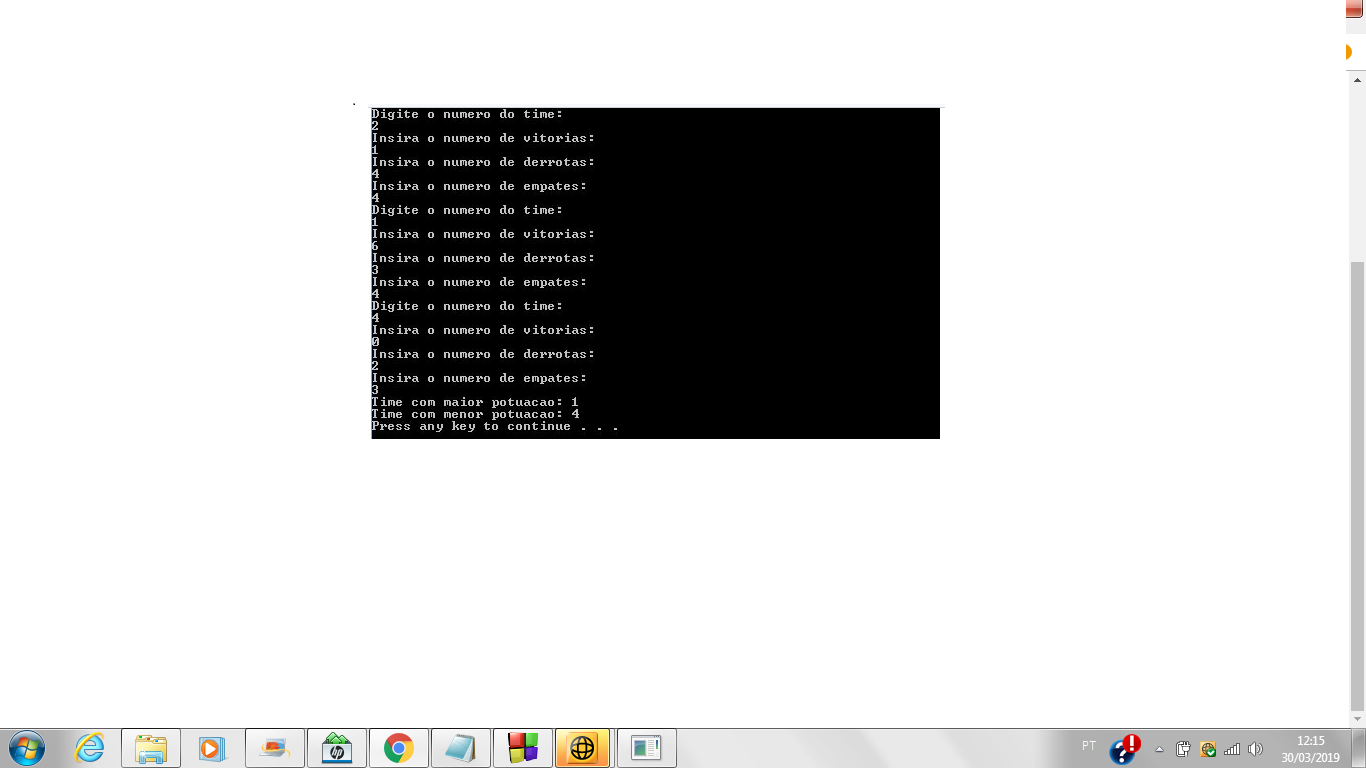 Digite o numero do time:
2
Insira o numero de vitorias:
1
Insira o numero de derrotas:
4
Insira o numero de empates:
4
Digite o numero do time:
1
Insira o numero de vitorias:
6
Insira o numero de derrotas:
3
Insira o numero de empates:
4
Digite o numero do time:
4
Insira o numero de vitorias:
0
Insira o numero de derrotas:
2
Insira o numero de empates:
3
Time com maior potuacao: 1
Time com menor potuacao: 4
Press any key to continue . . .
hp
PT
12:15
30/03/2019